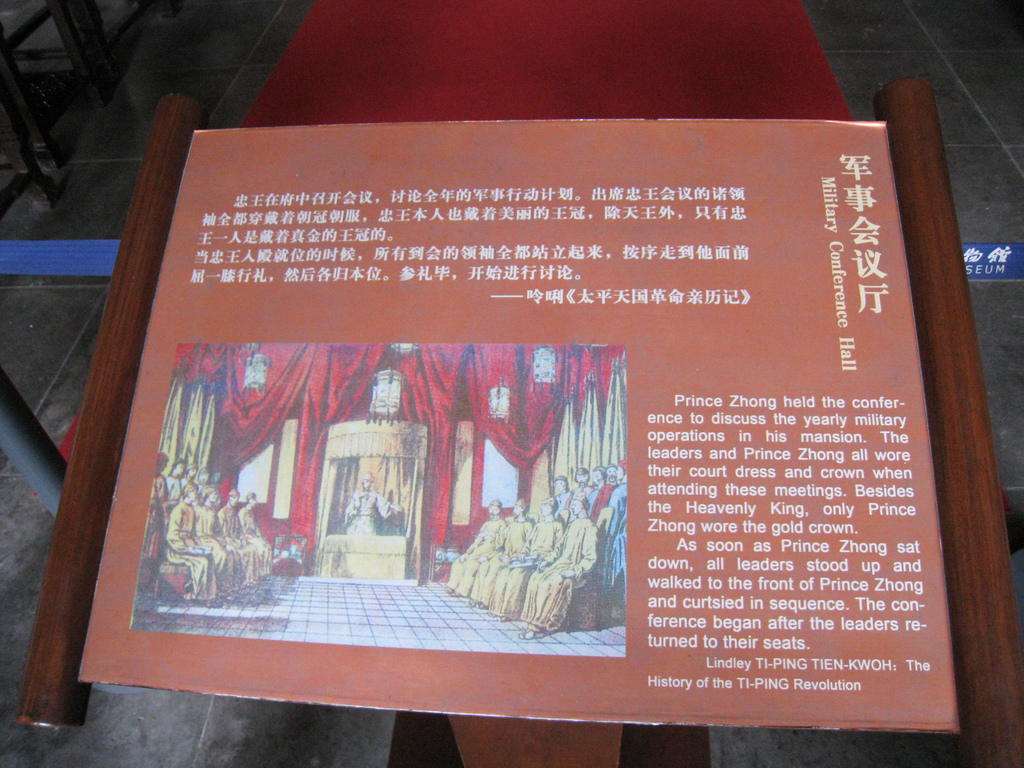 军事会议厅
Military Conference Hall
忠王在府中召开会议，讨论全年的军事行动计划。出席忠王会议的诸领
袖全都穿戴着朝冠朝服，忠王本人也戴着美丽的王冠，除天王外，只有忠
王一人是戴着真金的王冠的。
当忠王入殿就位的时候，所有到会的领袖全都站立起来，按序走到他面前
屈一膝行礼，然后各归本位。参礼毕，开始进行讨论。
——呤唎《太平天国革命亲历记》
Prince Zhong held the confer-
ence to discuss the yearly military
operations in his mansion. The
leaders and Prince Zhong all wore
their court dress and crown when
attending these meetings. Besides
the Heavenly King, only Prince
Zhong wore the gold crown.
As soon as Prince Zhong sat
down, all leaders stood up and
walked to the front of Prince Zhong
and curtsied in sequence. The con-
ference began after the leaders re-
turned to their seats.
Lindley TI-PING TIEN-KWOH: The
History of the TI-PING Revolution
物馆
SEUM